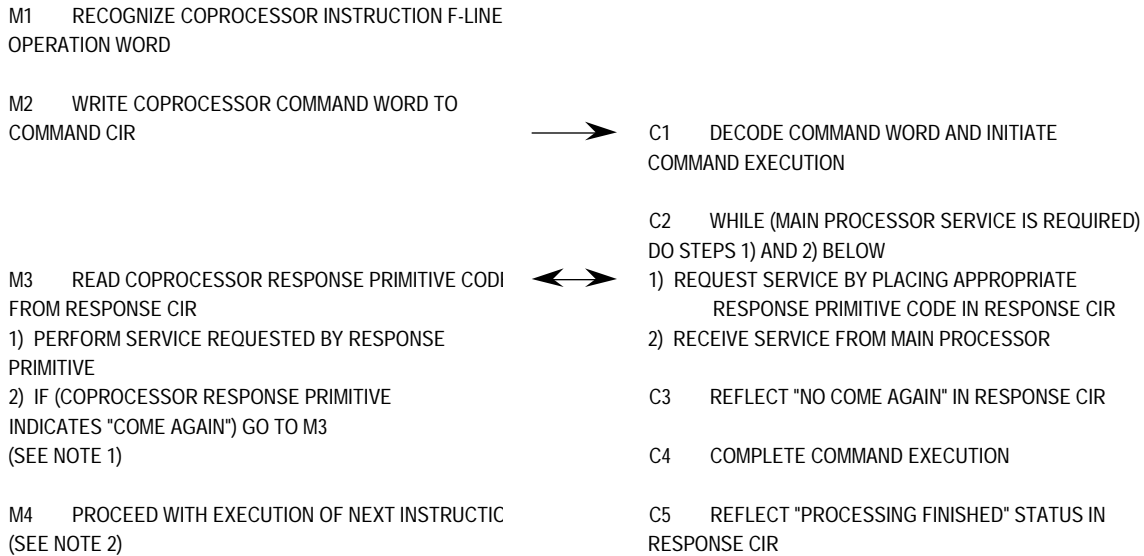 M1 RECOGNIZE COPROCESSOR INSTRUCTION F-LINE
OPERATION WORD
M2 WRITE COPROCESSOR COMMAND WORD TO
COMMAND CIR
M3 READ COPROCESSOR RESPONSE PRIMITIVE CODI
FROM RESPONSE CIR
1) PERFORM SERVICE REQUESTED BY RESPONSE
PRIMITIVE
2) IF (COPROCESSOR RESPONSE PRIMITIVE
INDICATES "COME AGAIN") GO TO M3
(SEE NOTE 1)
M4 PROCEED WITH EXECUTION OF NEXT INSTRUCTIC
(SEE NOTE 2)
C1 DECODE COMMAND WORD AND INITIATE
COMMAND EXECUTION
C2 WHILE (MAIN PROCESSOR SERVICE IS REQUIRED)
DO STEPS 1) AND 2) BELOW
1) REQUEST SERVICE BY PLACING APPROPRIATE
RESPONSE PRIMITIVE CODE IN RESPONSE CIR
2) RECEIVE SERVICE FROM MAIN PROCESSOR
C3 REFLECT "NO COME AGAIN" IN RESPONSE CIR
C4 COMPLETE COMMAND EXECUTION
C5 REFLECT "PROCESSING FINISHED" STATUS IN
RESPONSE CIR